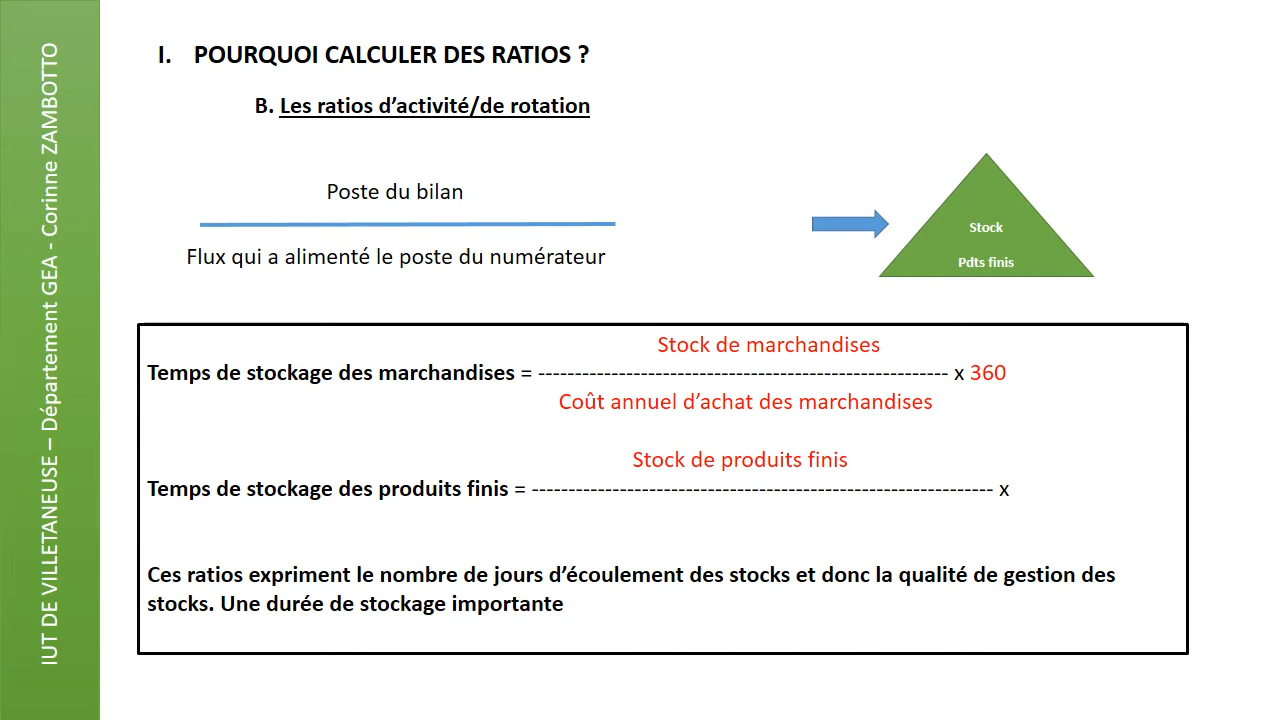 IUT DE VILLETANEUSE – Département GEA - Corinne ZAMBOTTO
I. POURQUOI CALCULER DES RATIOS ?
B. Les ratios d’activité/de rotation
Poste du bilan
Flux qui a alimenté le poste du numérateur
Stock
Pdts finis
Stock de marchandises
Temps de stockage des marchandises = -------------------------------------------------------- x 360
Coût annuel d’achat des marchandises
Stock de produits finis
Temps de stockage des produits finis = --------------------------------------------------------------- x
Ces ratios expriment le nombre de jours d’écoulement des stocks et donc la qualité de gestion des
stocks. Une durée de stockage importante